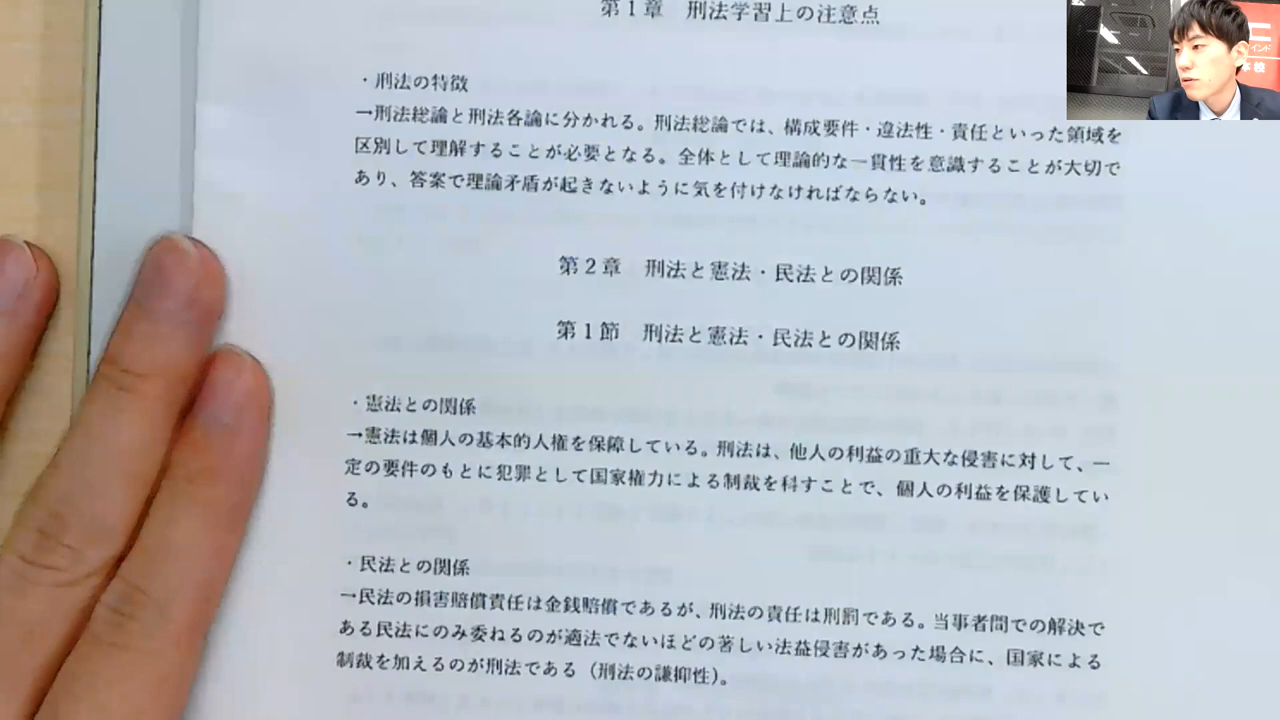 第1章 刑法学習上の注意点
・刑法の特徴
→刑法総論と刑法各論に分かれる。刑法総論では、構成要件・違法性・責任といった領域を
区別して理解することが必要となる。全体として理論的な一貫性を意識することが大切で
あり、答案で理論矛盾が起きないように気を付けなければならない。
第2章 刑法と憲法・民法との関係
第1節 刑法と憲法・民法との関係
・憲法との関係
→憲法は個人の基本的人権を保障している。刑法は、他人の利益の重大な侵害に対して、一
定の要件のもとに犯罪として国家権力による制裁を科すことで、個人の利益を保護してい
る。
・民法との関係
→民法の損害賠償責任は金銭賠償であるが、刑法の責任は刑罰である。当事者間での解決で
ある民法にのみ委ねるのが適法でないほどの著しい法益侵害があった場合に、国家による
制裁を加えるのが刑法である（刑法の謙抑性）。
インド
本校